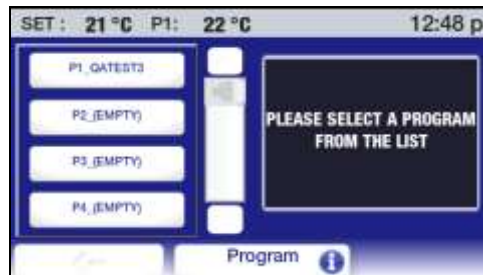 SET : 21 °C P1: 22 °C 12:48 p
P1_QATEST3
P2_(EMPTY)
P3_(EMPTY)
P4_(EMPTY)
PLEASE SELECT A PROGRAM
FROM THE LIST
Program